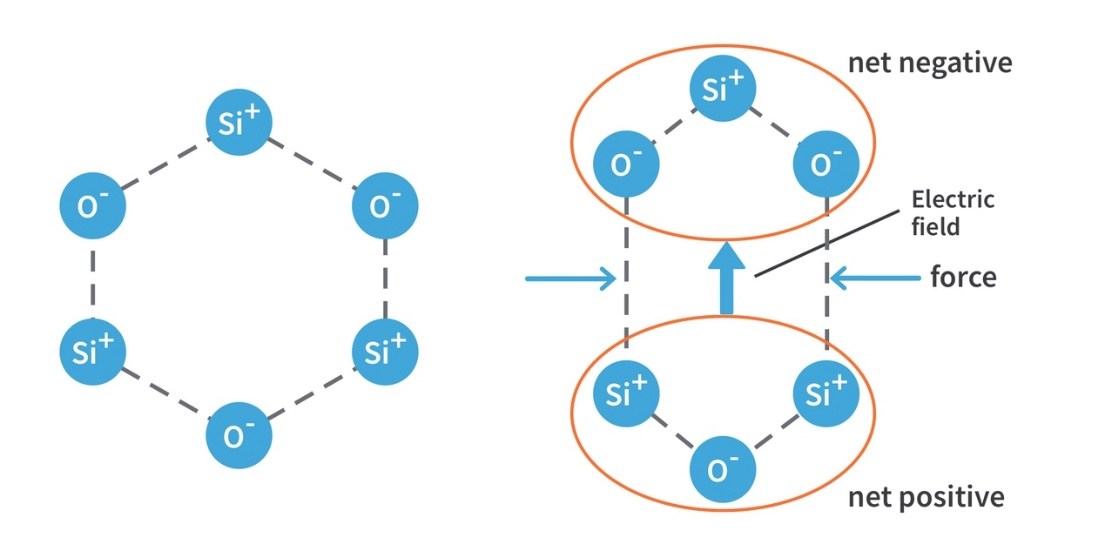 Si⁺
O⁻
O⁻
Si⁺
Si⁺
O⁻
net negative
Si⁺
O⁻
O⁻
Electric
field
force
Si⁺
Si⁺
O⁻
net positive